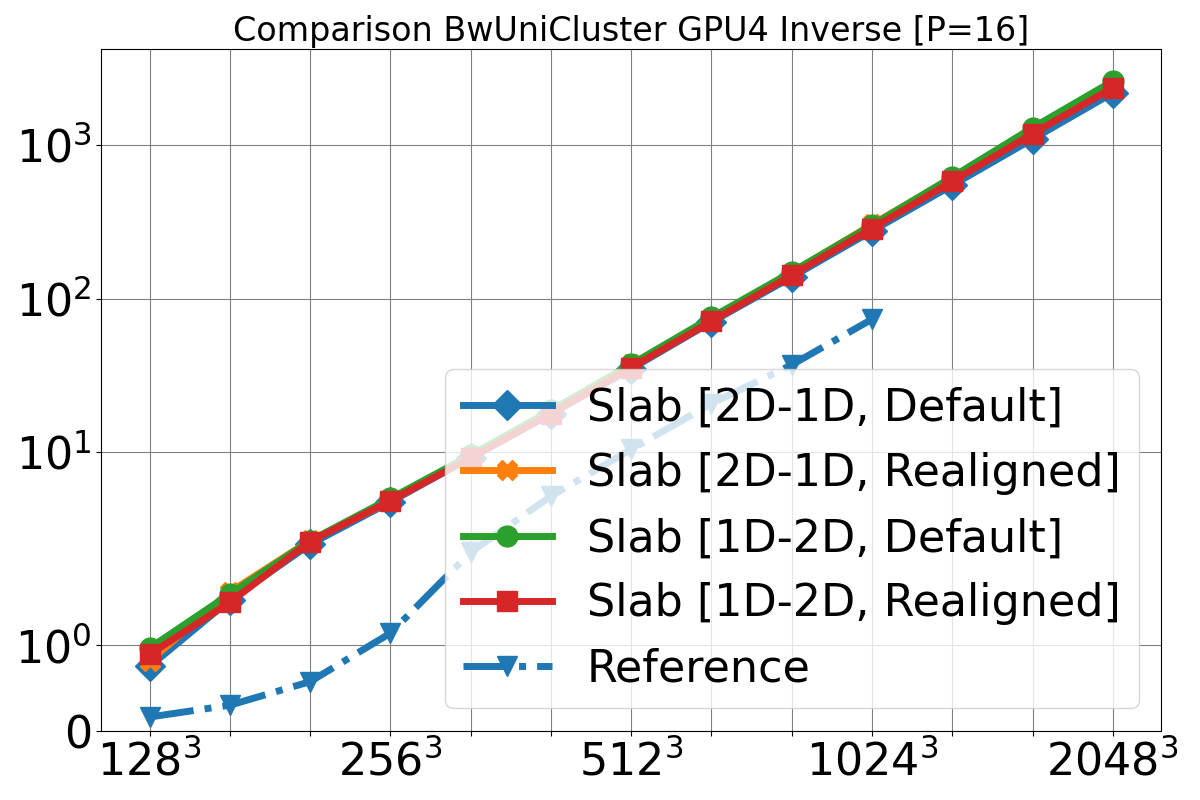 Comparison BwUniCluster GPU4 Inverse [P=16]
10³
10²
10¹
10⁰
0
Slab [2D-1D, Default]
Slab [2D-1D, Realigned]
Slab [1D-2D, Default]
Slab [1D-2D, Realigned]
Reference
128³ 256³ 512³ 1024³ 2048³